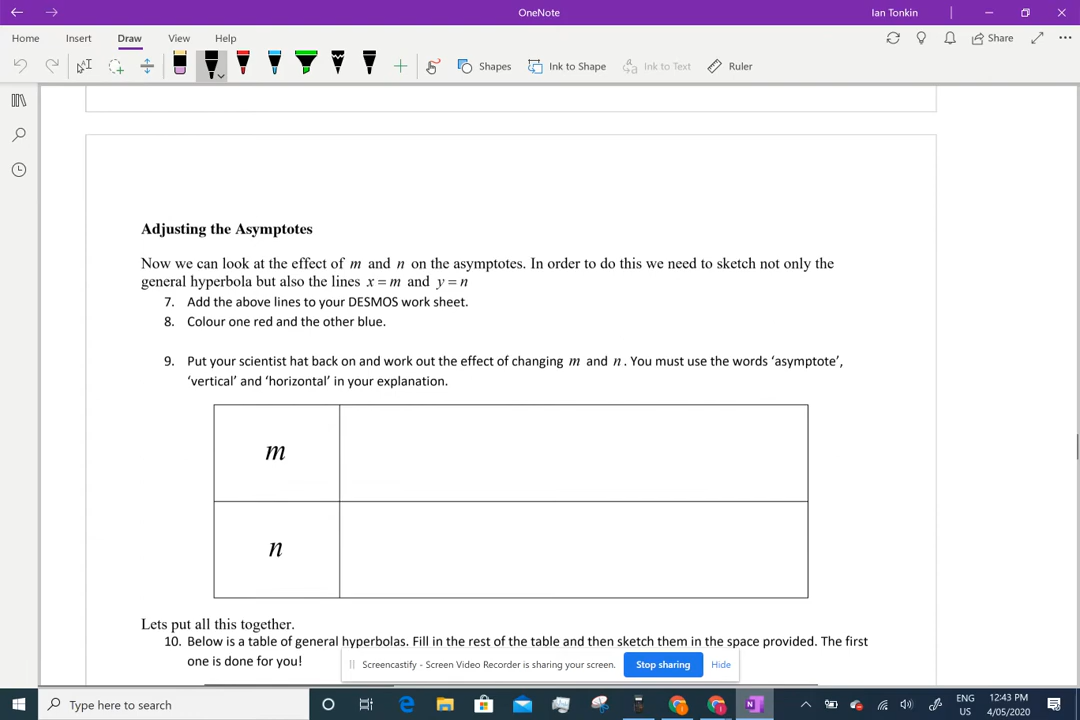 OneNote
Ian Tonkin
Home Insert Draw View Help
Share
Shapes Ink to Shape Ink to Text Ruler
Adjusting the Asymptotes
Now we can look at the effect of m and n on the asymptotes. In order to do this we need to sketch not only the
general hyperbola but also the lines x = m and y = n
7. Add the above lines to your DESMOS work sheet.
8. Colour one red and the other blue.
9. Put your scientist hat back on and work out the effect of changing m and n. You must use the words ‘asymptote’,
‘vertical’ and ‘horizontal’ in your explanation.
m
n
Lets put all this together.
10. Below is a table of general hyperbolas. Fill in the rest of the table and then sketch them in the space provided. The first
one is done for you!
Screencastify - Screen Video Recorder is sharing your screen. Stop sharing Hide
Type here to search
ENG
US
12:43 PM
4/05/2020